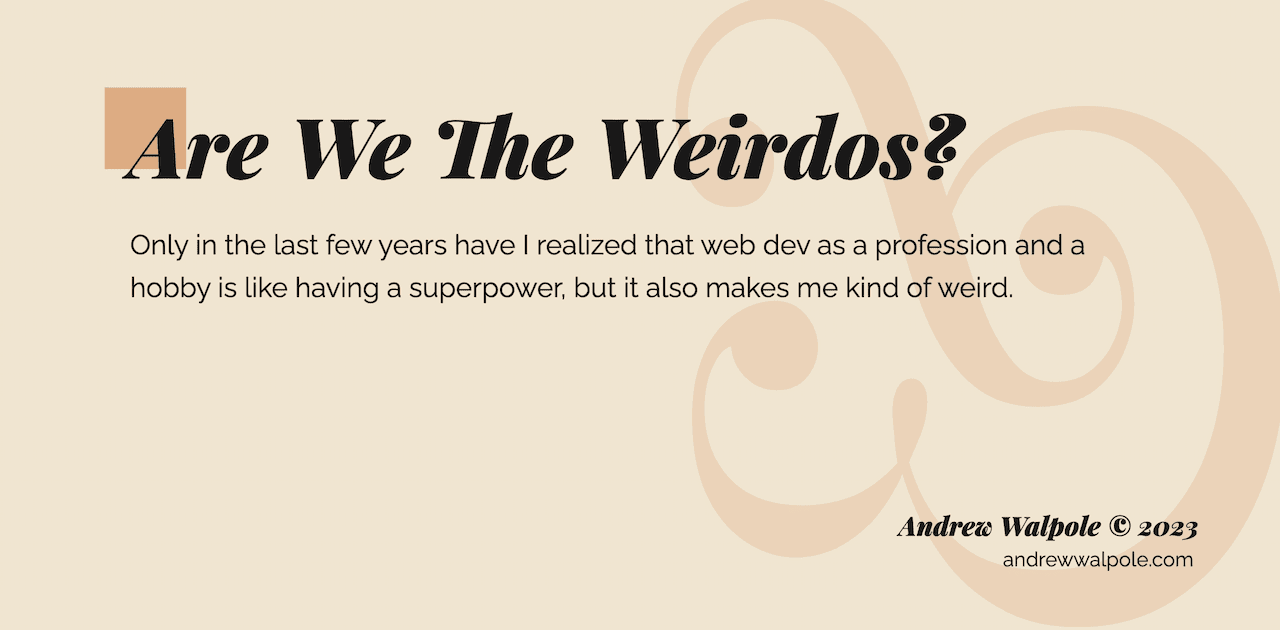 Are We The Weirdos?
Only in the last few years have I realized that web dev as a profession and a
hobby is like having a superpower, but it also makes me kind of weird.
Andrew Walpole © 2023
andrewwalpole.com